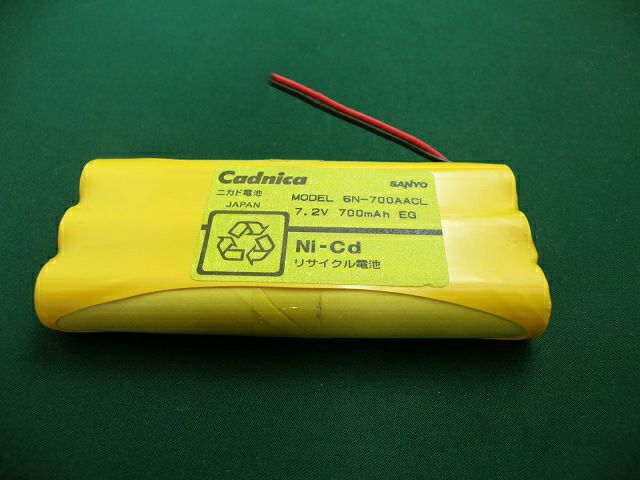 Cadnica SANYO
ニカド電池 MODEL 6N-700AACL
JAPAN 7.2V 700mAh EG
Ni-Cd
リサイクル電池